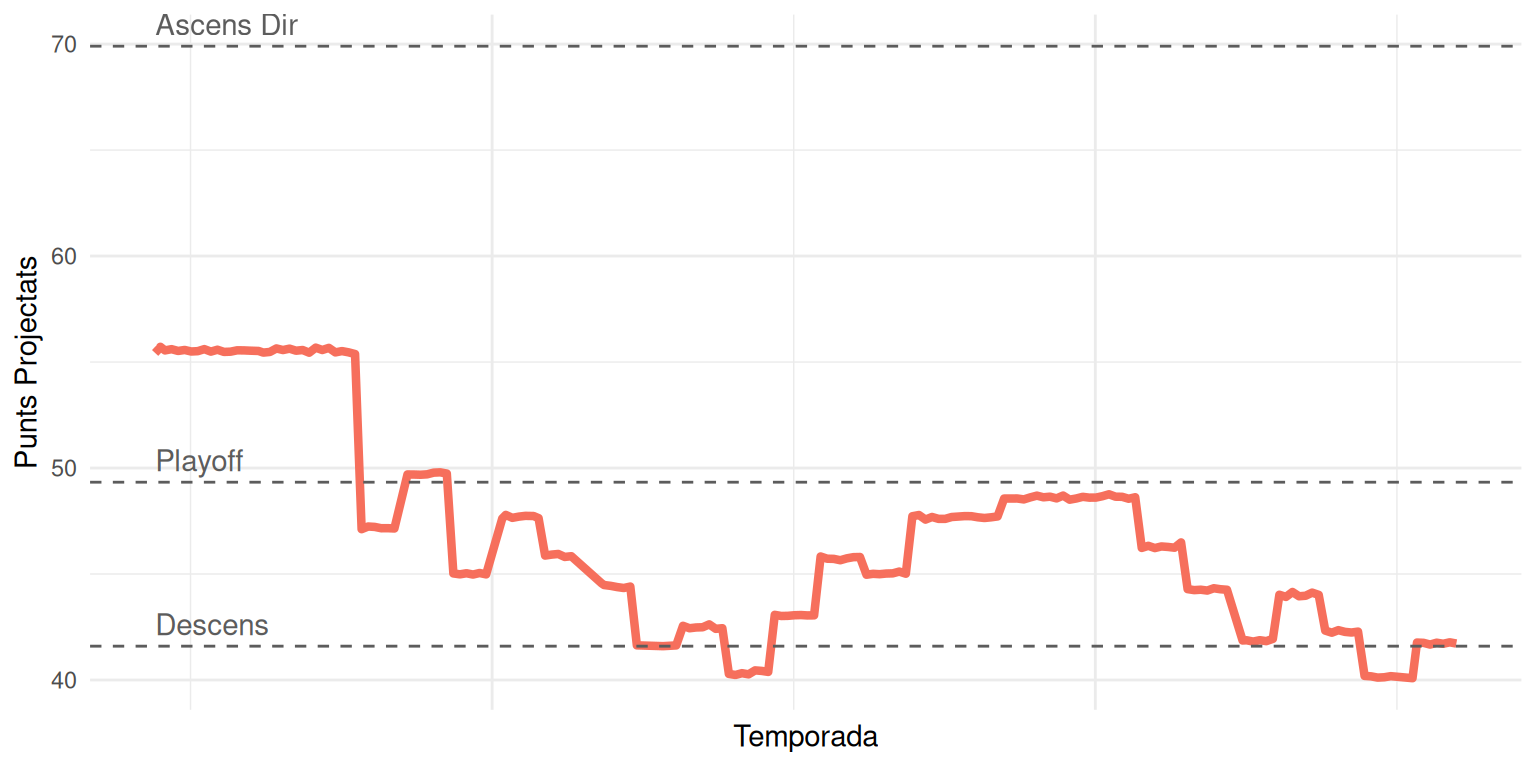 Ascens Dir
70
60
Punts Projectats
Playoff
50
Descens
40
Temporada